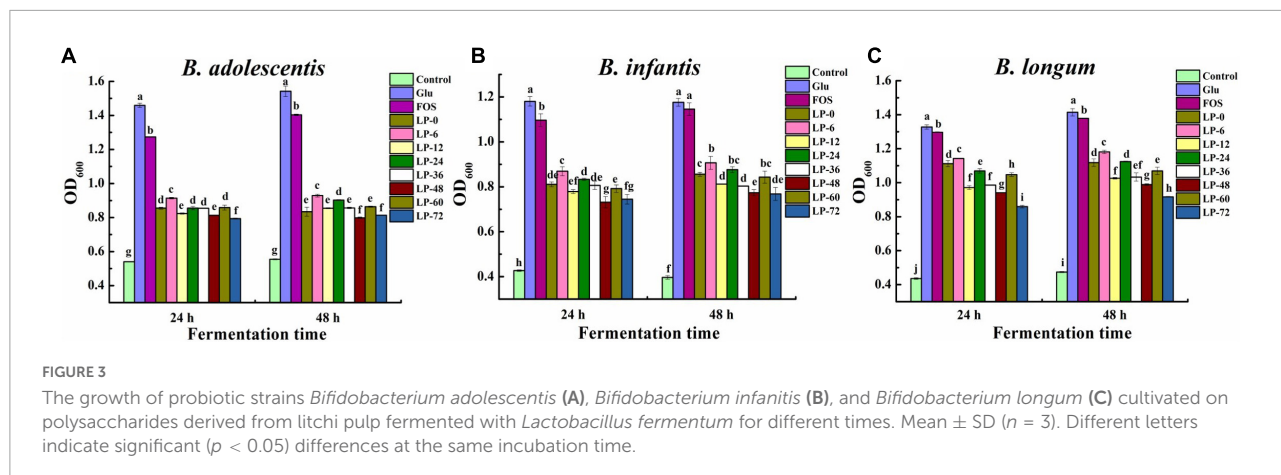 A
B. adolescentis
a
a
b
b
c
d
e
d
e
e
d
f
g
c
e
d
e
f
e
f
f
g
OD600
1.6
1.4
1.2
1.0
0.8
0.6
0.4
24 h
48 h
Fermentation time
Control
Glu
FOS
LP-0
LP-6
LP-12
LP-24
LP-36
LP-48
LP-60
LP-72
B
B. infantis
a
b
c
de
ef
d
de
g
e
fg
h
a
a
b
c
cd
bc
d
e
bc
de
f
OD600
1.2
1.0
0.8
0.6
0.4
24 h
48 h
Fermentation time
Control
Glu
FOS
LP-0
LP-6
LP-12
LP-24
LP-36
LP-48
LP-60
LP-72
C
B. longum
a
b
c
d
e
f
f
g
h
i
j
a
b
c
d
d
f
f
g
e
h
i
OD600
1.6
1.4
1.2
1.0
0.8
0.6
0.4
24 h
48 h
Fermentation time
Control
Glu
FOS
LP-0
LP-6
LP-12
LP-24
LP-36
LP-48
LP-60
LP-72
FIGURE 3
The growth of probiotic strains Bifidobacterium adolescentis (A), Bifidobacterium infanitis (B), and Bifidobacterium longum (C) cultivated on
polysaccharides derived from litchi pulp fermented with Lactobacillus fermentum for different times. Mean ± SD (n = 3). Different letters
indicate significant (p < 0.05) differences at the same incubation time.